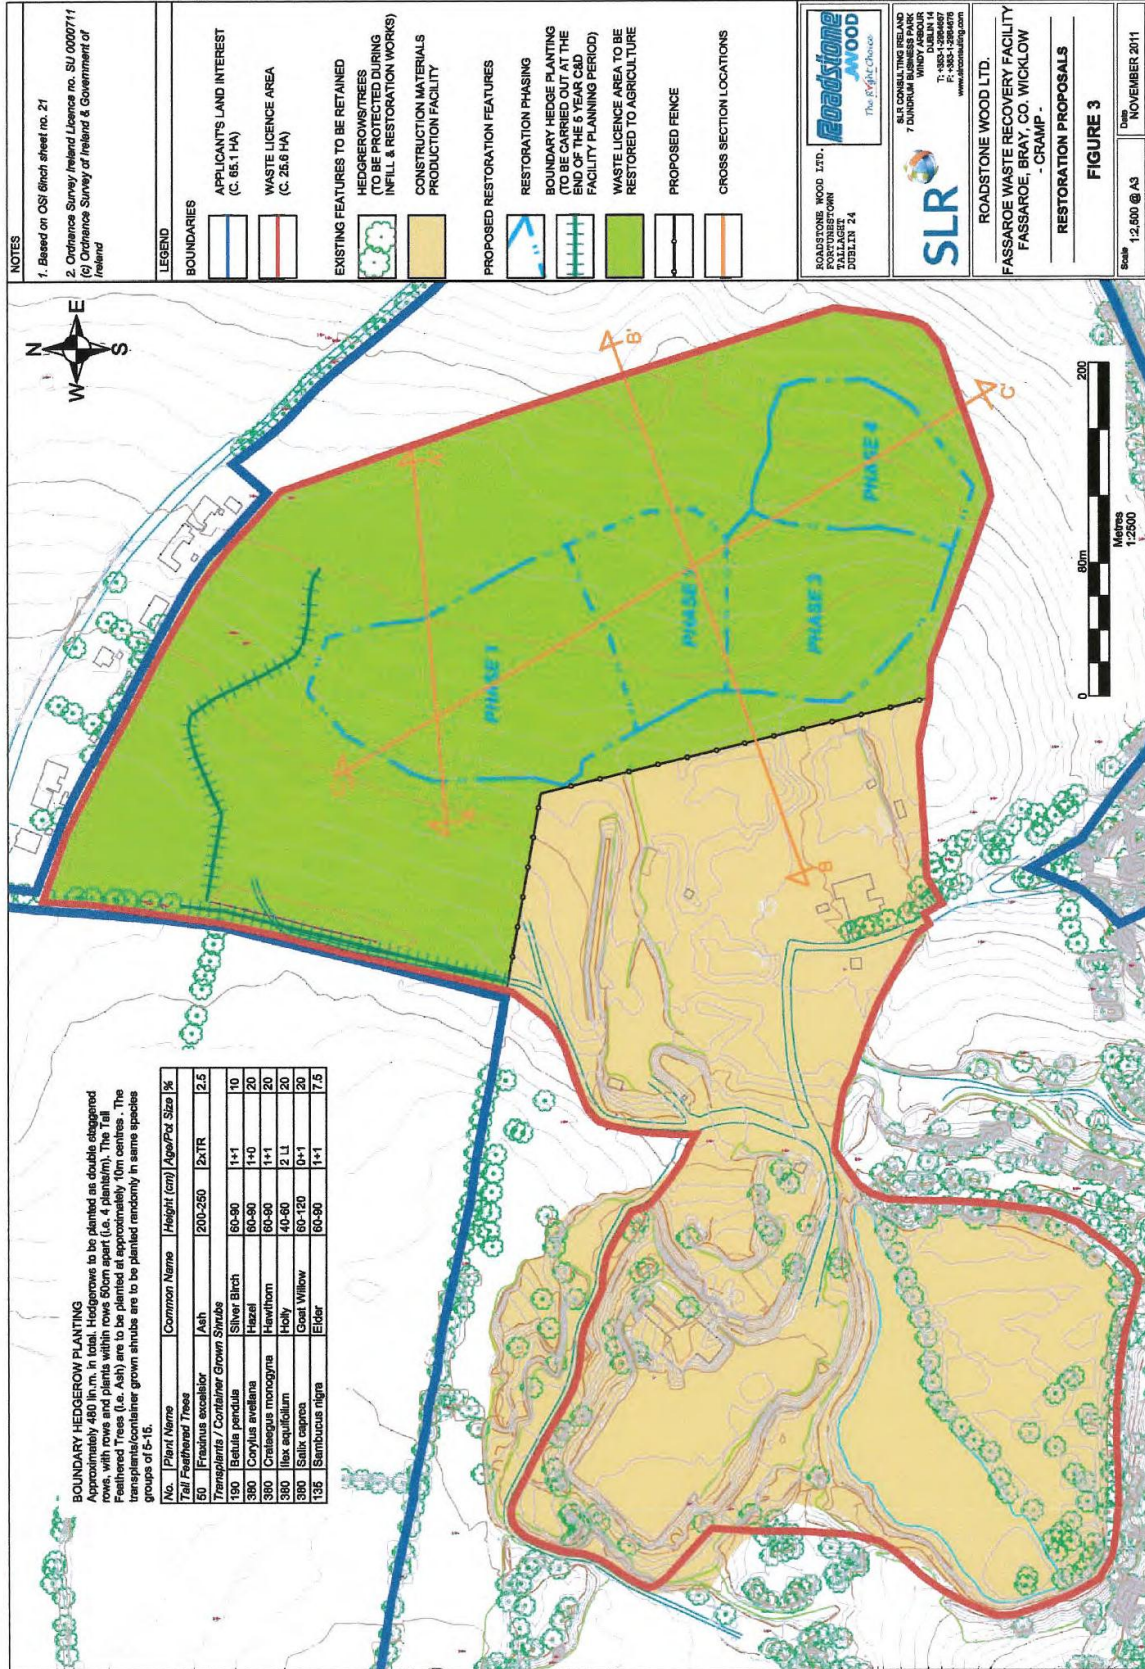 NOTES
1. Based on OSI 6inch sheet no. 21
2. Ordnance Survey Ireland Licence no. SU 0000711
(c) Ordnance Survey of Ireland & Government of
Ireland
LEGEND
BOUNDARIES
APPLICANT'S LAND INTEREST
(C. 65.1 HA)
WASTE LICENCE AREA
(C. 25.6 HA)
EXISTING FEATURES TO BE RETAINED
HEDGEROWS/TREES
(TO BE PROTECTED DURING
INFILL & RESTORATION WORKS)
CONSTRUCTION MATERIALS
PRODUCTION FACILITY
PROPOSED RESTORATION FEATURES
RESTORATION PHASING
BOUNDARY HEDGE PLANTING
(TO BE CARRIED OUT AT THE
END OF THE 5 YEAR C&D
FACILITY PLANNING PERIOD)
WASTE LICENCE AREA TO BE
RESTORED TO AGRICULTURE
PROPOSED FENCE
CROSS SECTION LOCATIONS
ROADSTONE WOOD LTD.
FORTUNESTOWN
TALLAGHT
DUBLIN 24
Roadstone
WOOD
The Right Choice
SLR
SLR CONSULTING IRELAND
7 DUNDRUM BUSINESS PARK
WINDY ARBOUR
DUBLIN 14
www.slrconsulting.com
ROADSTONE WOOD LTD.
FASSAROE WASTE RECOVERY FACILITY
FASSAROE, BRAY, CO. WICKLOW
- CRAMP -
RESTORATION PROPOSALS
FIGURE 3
Scale 1:2,500 @ A3
Date NOVEMBER 2011
N
W E
S
BOUNDARY HEDGEROW PLANTING
Approximately 480 lin.m. in total. Hedgerows to be planted as double staggered
rows, with rows and plants within rows 50cm apart (i.e. 4 plants/m). The Tall
Feathered Trees (i.e. Ash) are to be planted at approximately 10m centres. The
transplants/container grown shrubs are to be planted randomly in same species
groups of 5-15.
No. Plant Name Common Name Height (cm) Age/Pot Size %
Tall Feathered Trees
50 Fraxinus excelsior Ash 200-250 2xTR 2.5
Transplants / Container Grown Shrubs
190 Betula pendula Silver Birch 60-90 1+1 10
380 Corylus avellana Hazel 60-90 1+0 20
380 Crataegus monogyna Hawthorn 60-90 1+1 20
380 Ilex aquifolium Holly 40-60 2 Lt 20
380 Salix caprea Goat Willow 60-120 0+1 20
135 Sambucus nigra Elder 60-90 1+1 7.5
PHASE 1
PHASE
PHASE 3
PHASE 4
B
B'
0 80m 200
Metres
1:2500